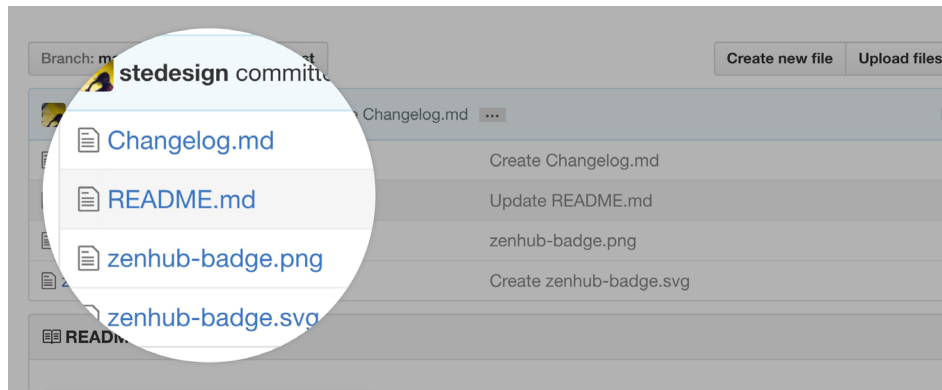 Branch: Create new file Upload files
stedesign committe
Changelog.md ...
Changelog.md Create Changelog.md
README.md Update README.md
zenhub-badge.png zenhub-badge.png
zenhub-badge.svg Create zenhub-badge.svg
READM